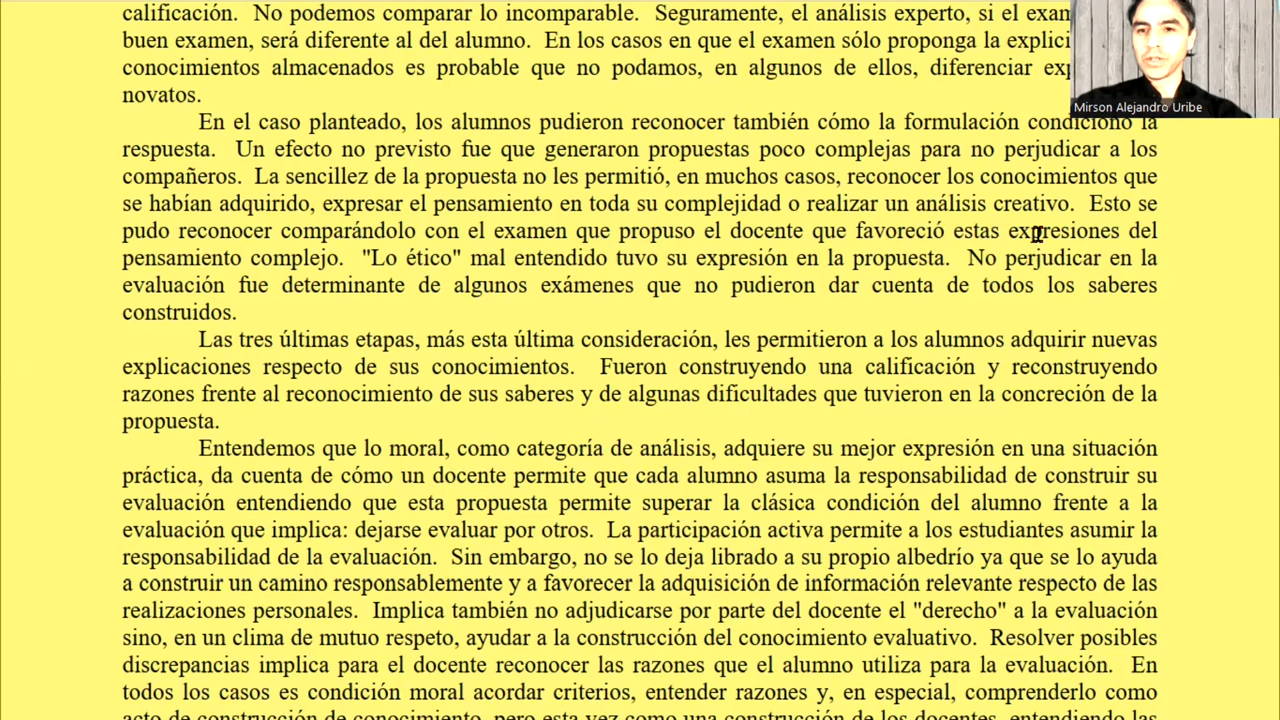 calificación.  No podemos comparar lo incomparable.  Seguramente, el análisis experto, si el exam
buen examen, será diferente al del alumno.  En los casos en que el examen sólo proponga la explici
conocimientos almacenados es probable que no podamos, en algunos de ellos, diferenciar exp
novatos.
En el caso planteado, los alumnos pudieron reconocer también cómo la formulación condicionó la
respuesta.  Un efecto no previsto fue que generaron propuestas poco complejas para no perjudicar a los
compañeros.  La sencillez de la propuesta no les permitió, en muchos casos, reconocer los conocimientos que
se habían adquirido, expresar el pensamiento en toda su complejidad o realizar un análisis creativo.  Esto se
pudo reconocer comparándolo con el examen que propuso el docente que favoreció estas expresiones del
pensamiento complejo.  "Lo ético" mal entendido tuvo su expresión en la propuesta.  No perjudicar en la
evaluación fue determinante de algunos exámenes que no pudieron dar cuenta de todos los saberes
construidos.
Las tres últimas etapas, más esta última consideración, les permitieron a los alumnos adquirir nuevas
explicaciones respecto de sus conocimientos.  Fueron construyendo una calificación y reconstruyendo
razones frente al reconocimiento de sus saberes y de algunas dificultades que tuvieron en la concreción de la
propuesta.
Entendemos que lo moral, como categoría de análisis, adquiere su mejor expresión en una situación
práctica, da cuenta de cómo un docente permite que cada alumno asuma la responsabilidad de construir su
evaluación entendiendo que esta propuesta permite superar la clásica condición del alumno frente a la
evaluación que implica: dejarse evaluar por otros.  La participación activa permite a los estudiantes asumir la
responsabilidad de la evaluación.  Sin embargo, no se lo deja librado a su propio albedrío ya que se lo ayuda
a construir un camino responsablemente y a favorecer la adquisición de información relevante respecto de las
realizaciones personales.  Implica también no adjudicarse por parte del docente el "derecho" a la evaluación
sino, en un clima de mutuo respeto, ayudar a la construcción del conocimiento evaluativo.  Resolver posibles
discrepancias implica para el docente reconocer las razones que el alumno utiliza para la evaluación.  En
todos los casos es condición moral acordar criterios, entender razones y, en especial, comprenderlo como
acto de construcción de conocimiento, pero esta vez como una construcción de los docentes, entendiendo las
Mirson Alejandro Uribe